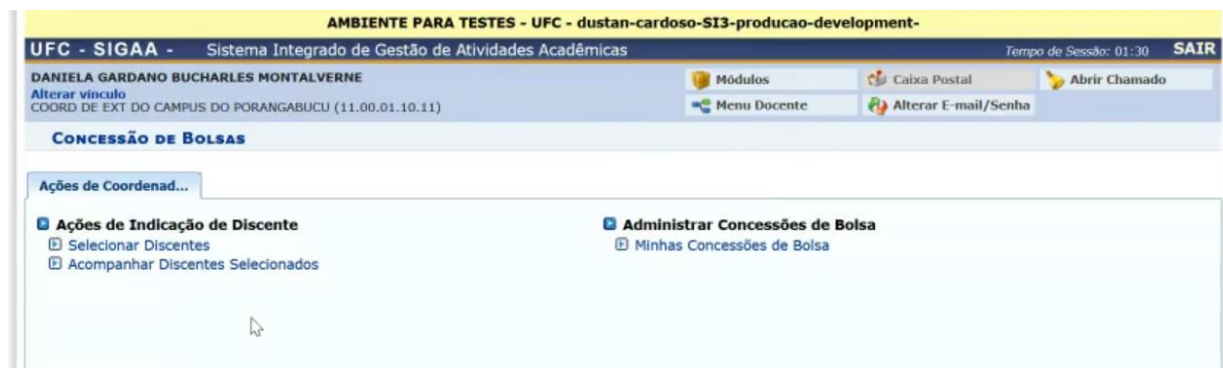 AMBIENTE PARA TESTES - UFC - dustan-cardoso-SI3-producao-development-
UFC - SIGAA - Sistema Integrado de Gestão de Atividades Acadêmicas Tempo de Sessão: 01:30 SAIR
DANIELA GARDANO BUCHARLES MONTALVERNE
Alterar vínculo
COORD DE EXT DO CAMPUS DO PORANGABUCU (11.00.01.10.11)
Módulos Caixa Postal Abrir Chamado
Menu Docente Alterar E-mail/Senha
CONCESSÃO DE BOLSAS
Ações de Coordenad...
Ações de Indicação de Discente
Selecionar Discentes
Acompanhar Discentes Selecionados
Administrar Concessões de Bolsa
Minhas Concessões de Bolsa